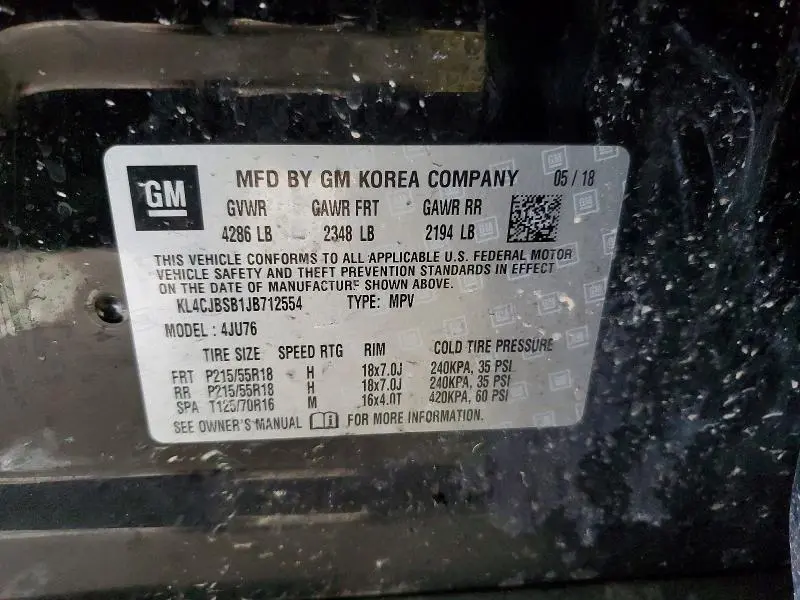 GM MFD BY GM KOREA COMPANY 05 / 18
GVWR GAWR FRT GAWR RR
4286 LB 2348 LB 2194 LB
THIS VEHICLE CONFORMS TO ALL APPLICABLE U.S. FEDERAL MOTOR
VEHICLE SAFETY AND THEFT PREVENTION STANDARDS IN EFFECT
ON THE DATE OF MANUFACTURE SHOWN ABOVE.
KL4CJBSB1JB712554 TYPE: MPV
MODEL : 4JU76
TIRE SIZE SPEED RTG RIM COLD TIRE PRESSURE
FRT P215/55R18 H 18x7.0J 240KPA, 35 PSI
RR P215/55R18 H 18x7.0J 240KPA, 35 PSI
SPA T125/70R16 M 16x4.0T 420KPA, 60 PSI
SEE OWNER'S MANUAL FOR MORE INFORMATION.